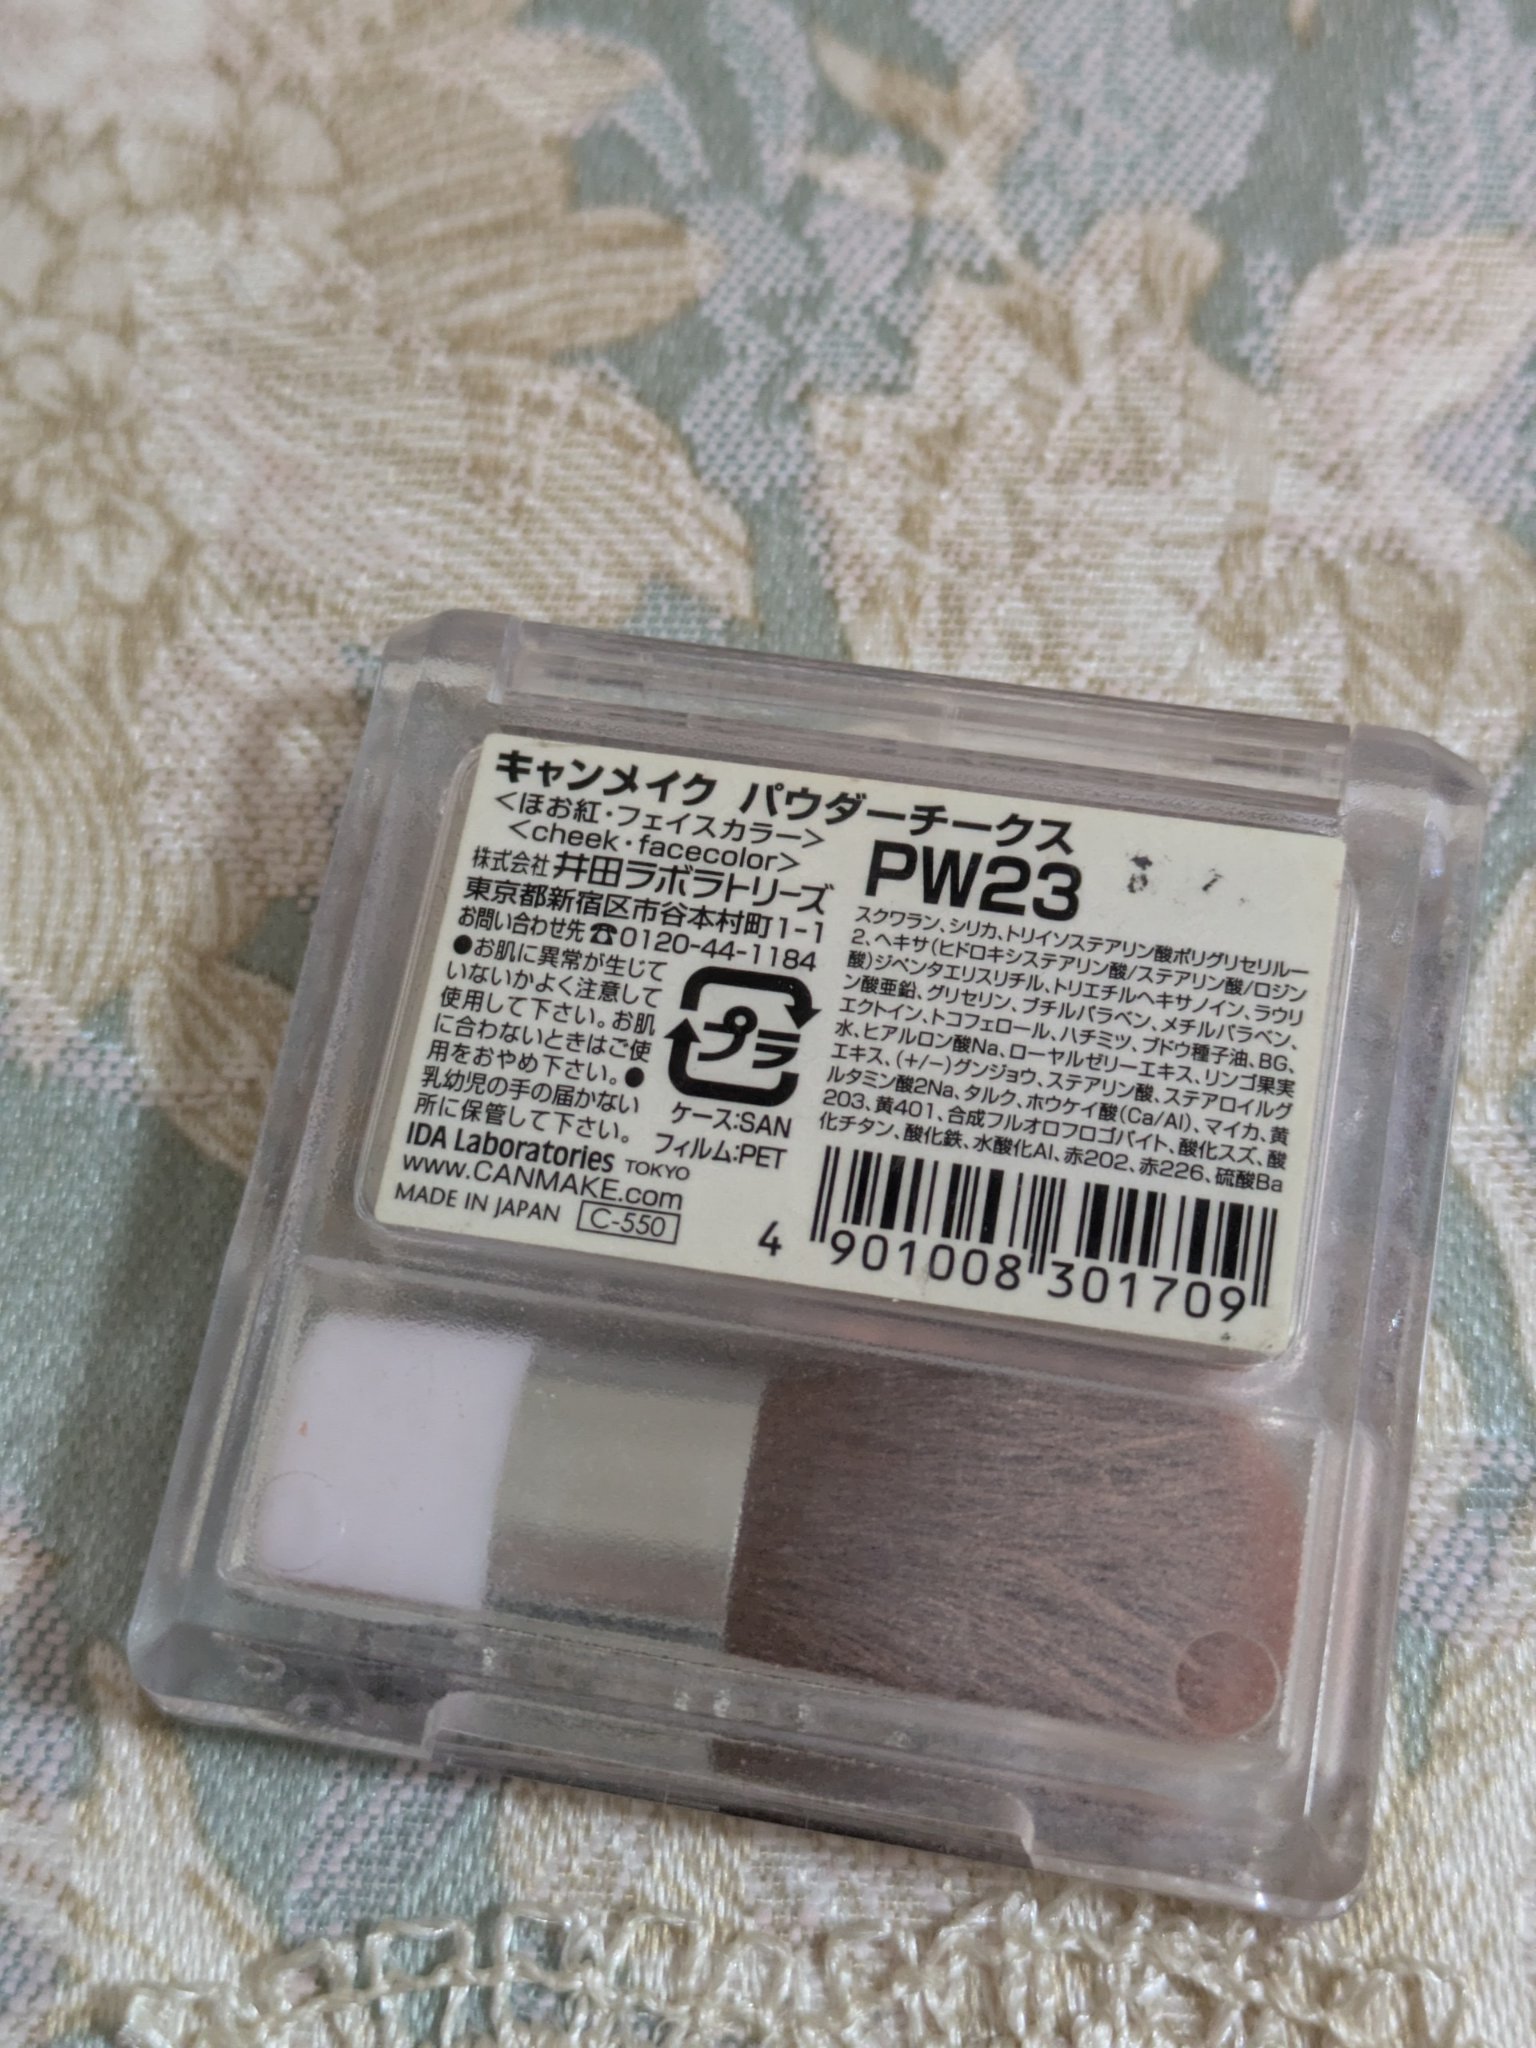 キャンメイク パウダーチークス
<ほお紅・フェイスカラー>
<cheek・facecolor>
株式会社 井田ラボラトリーズ
東京都新宿区市谷本村町1-1
お問い合わせ先☎0120-44-1184
●お肌に異常が生じて
いないかよく注意して
使用して下さい。お肌
に合わないときはご使
用をおやめ下さい。●
乳幼児の手の届かない
所に保管して下さい。
プラ
ケース:SAN
フィルム:PET
IDA Laboratories TOKYO
www.CANMAKE.com
MADE IN JAPAN C-550
PW23
スクワラン、シリカ、トリイソステアリン酸ポリグリセリル-
2、ヘキサ(ヒドロキシステアリン酸/ステアリン酸/ロジン
酸)ジペンタエリスリチル、トリエチルヘキサノイン、ラウリ
ン酸亜鉛、グリセリン、ブチルパラベン、メチルパラベン、
エクトイン、トコフェロール、ハチミツ、ブドウ種子油、BG、
水、ヒアルロン酸Na、ローヤルゼリーエキス、リンゴ果実
エキス、(+/-)グンジョウ、ステアリン酸、ステアロイルグ
ルタミン酸2Na、タルク、ホウケイ酸(Ca/Al)、マイカ、黄
203、黄401、合成フルオロフロゴパイト、酸化スズ、酸
化チタン、酸化鉄、水酸化Al、赤202、赤226、硫酸Ba
4 901008 301709